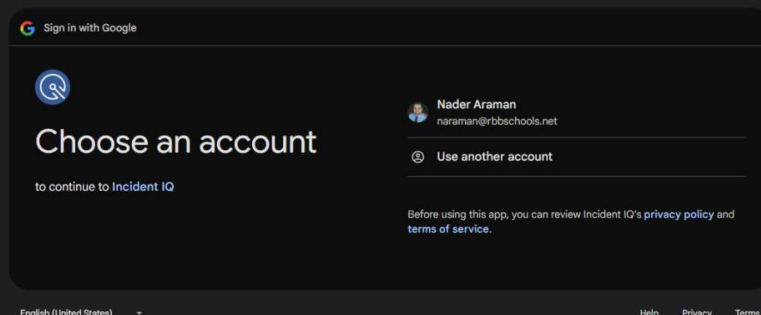 Sign in with Google
Choose an account
to continue to Incident IQ
Nader Araman
naraman@rbbschools.net
Use another account
Before using this app, you can review Incident IQ's privacy policy and
terms of service.
English (United States)
Help Privacy Terms